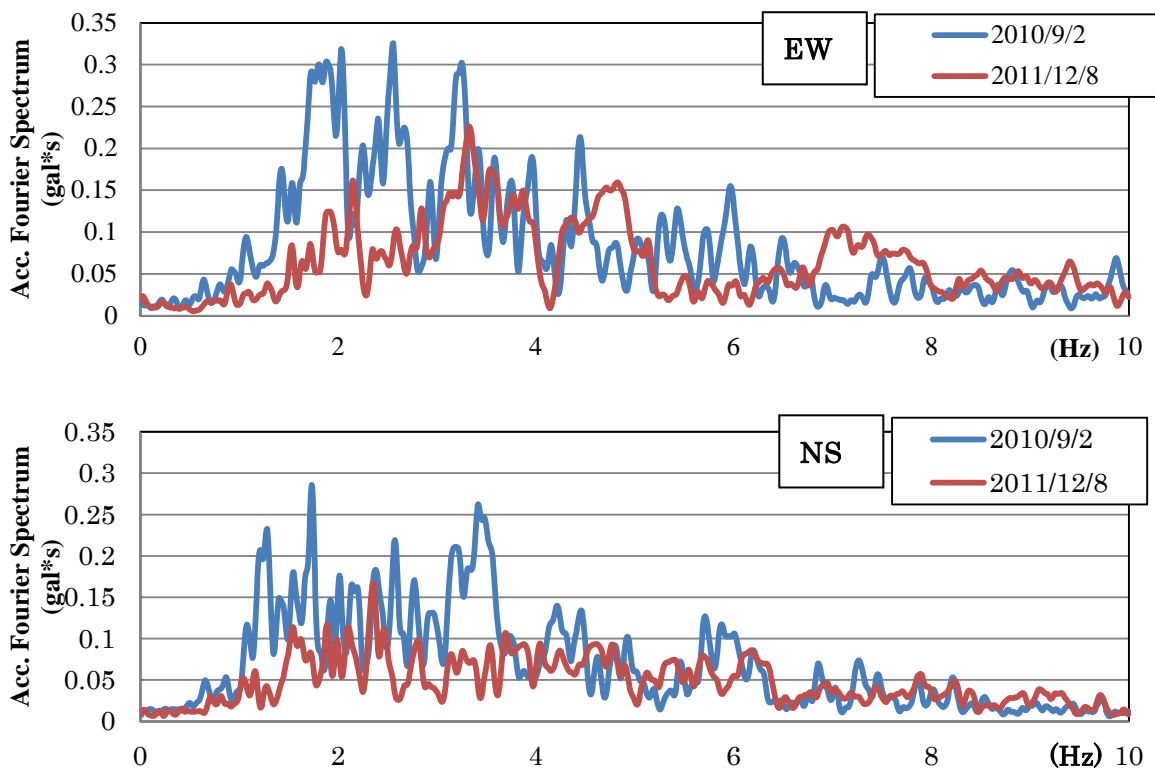 0.35
0.3
0.25
0.2
0.15
0.1
0.05
0
Acc. Fourier Spectrum
(gal*s)
EW
2010/9/2
2011/12/8
0 2 4 6 8 (Hz) 10
0.35
0.3
0.25
0.2
0.15
0.1
0.05
0
Acc. Fourier Spectrum
(gal*s)
NS
2010/9/2
2011/12/8
0 2 4 6 8 (Hz) 10